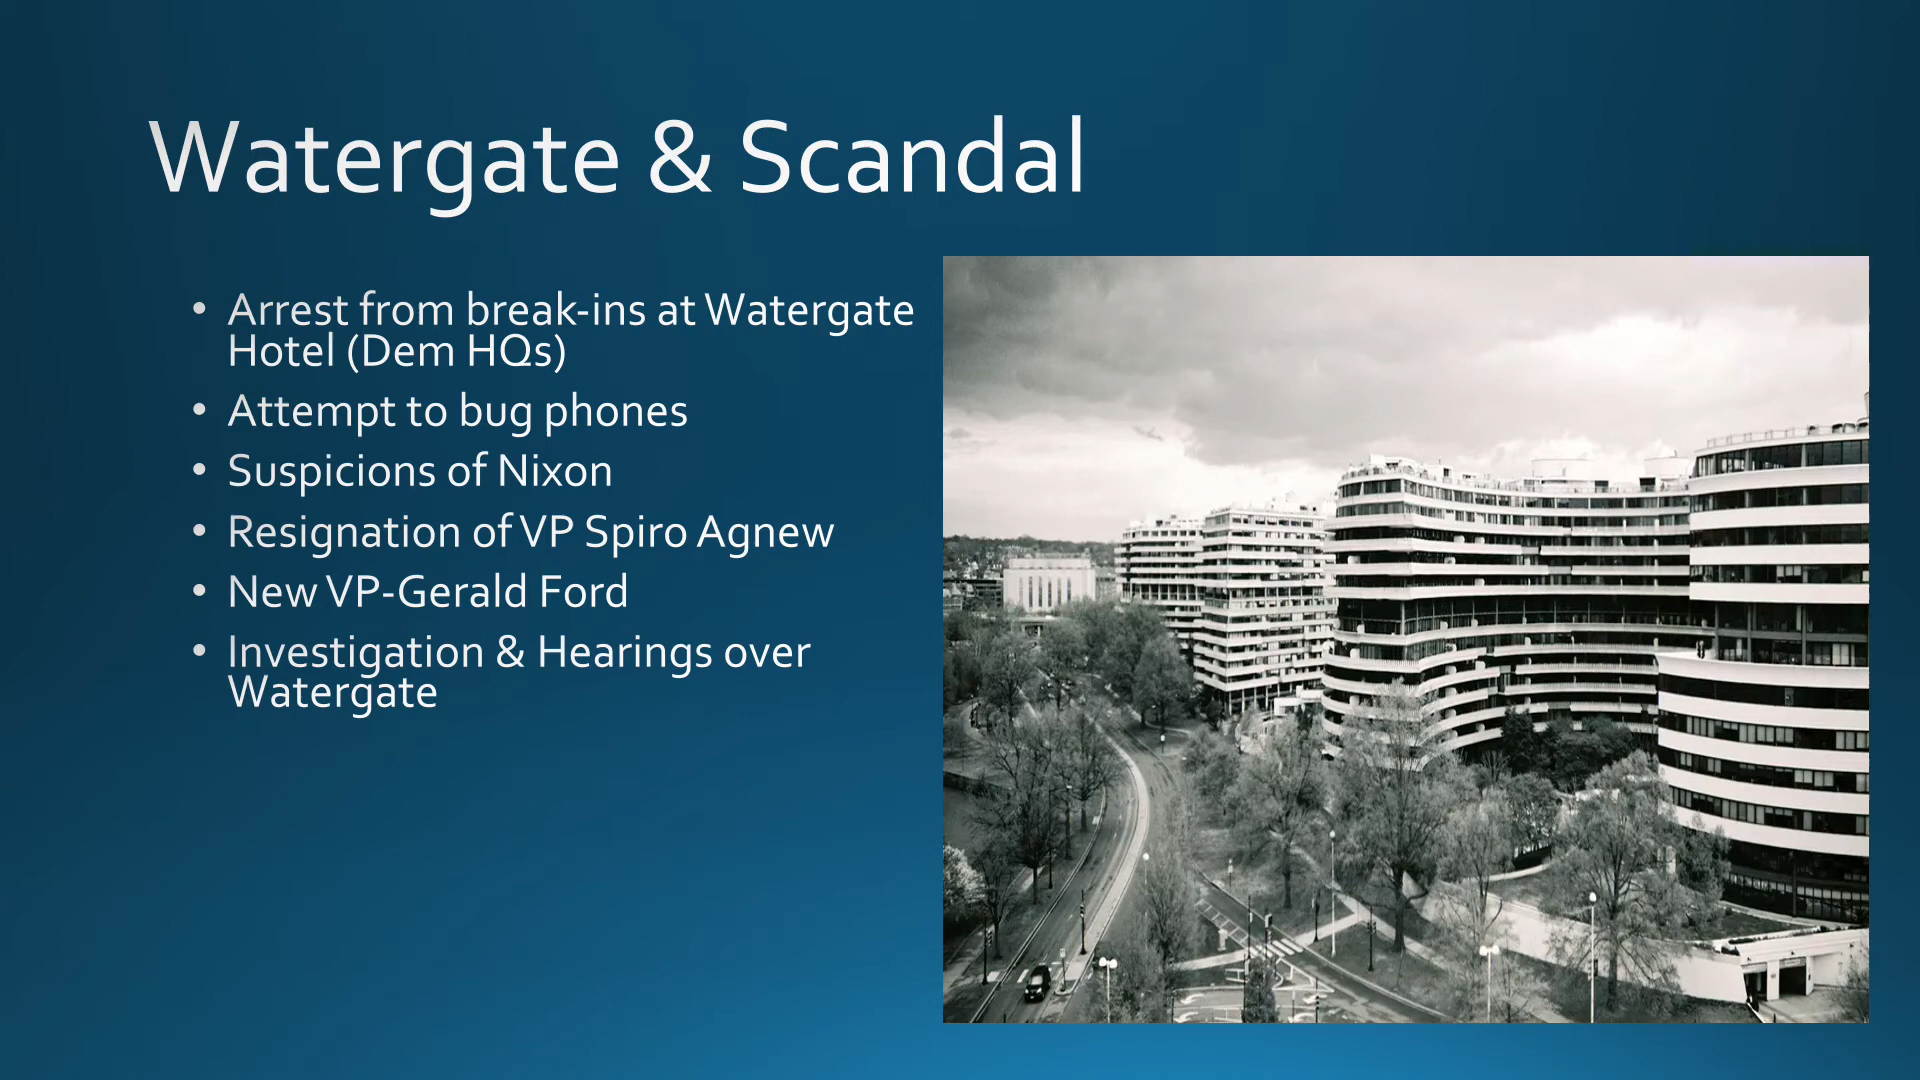 Watergate & Scandal
• Arrest from break-ins at Watergate
Hotel (Dem HQs)
• Attempt to bug phones
• Suspicions of Nixon
• Resignation of VP Spiro Agnew
• New VP-Gerald Ford
• Investigation & Hearings over
Watergate